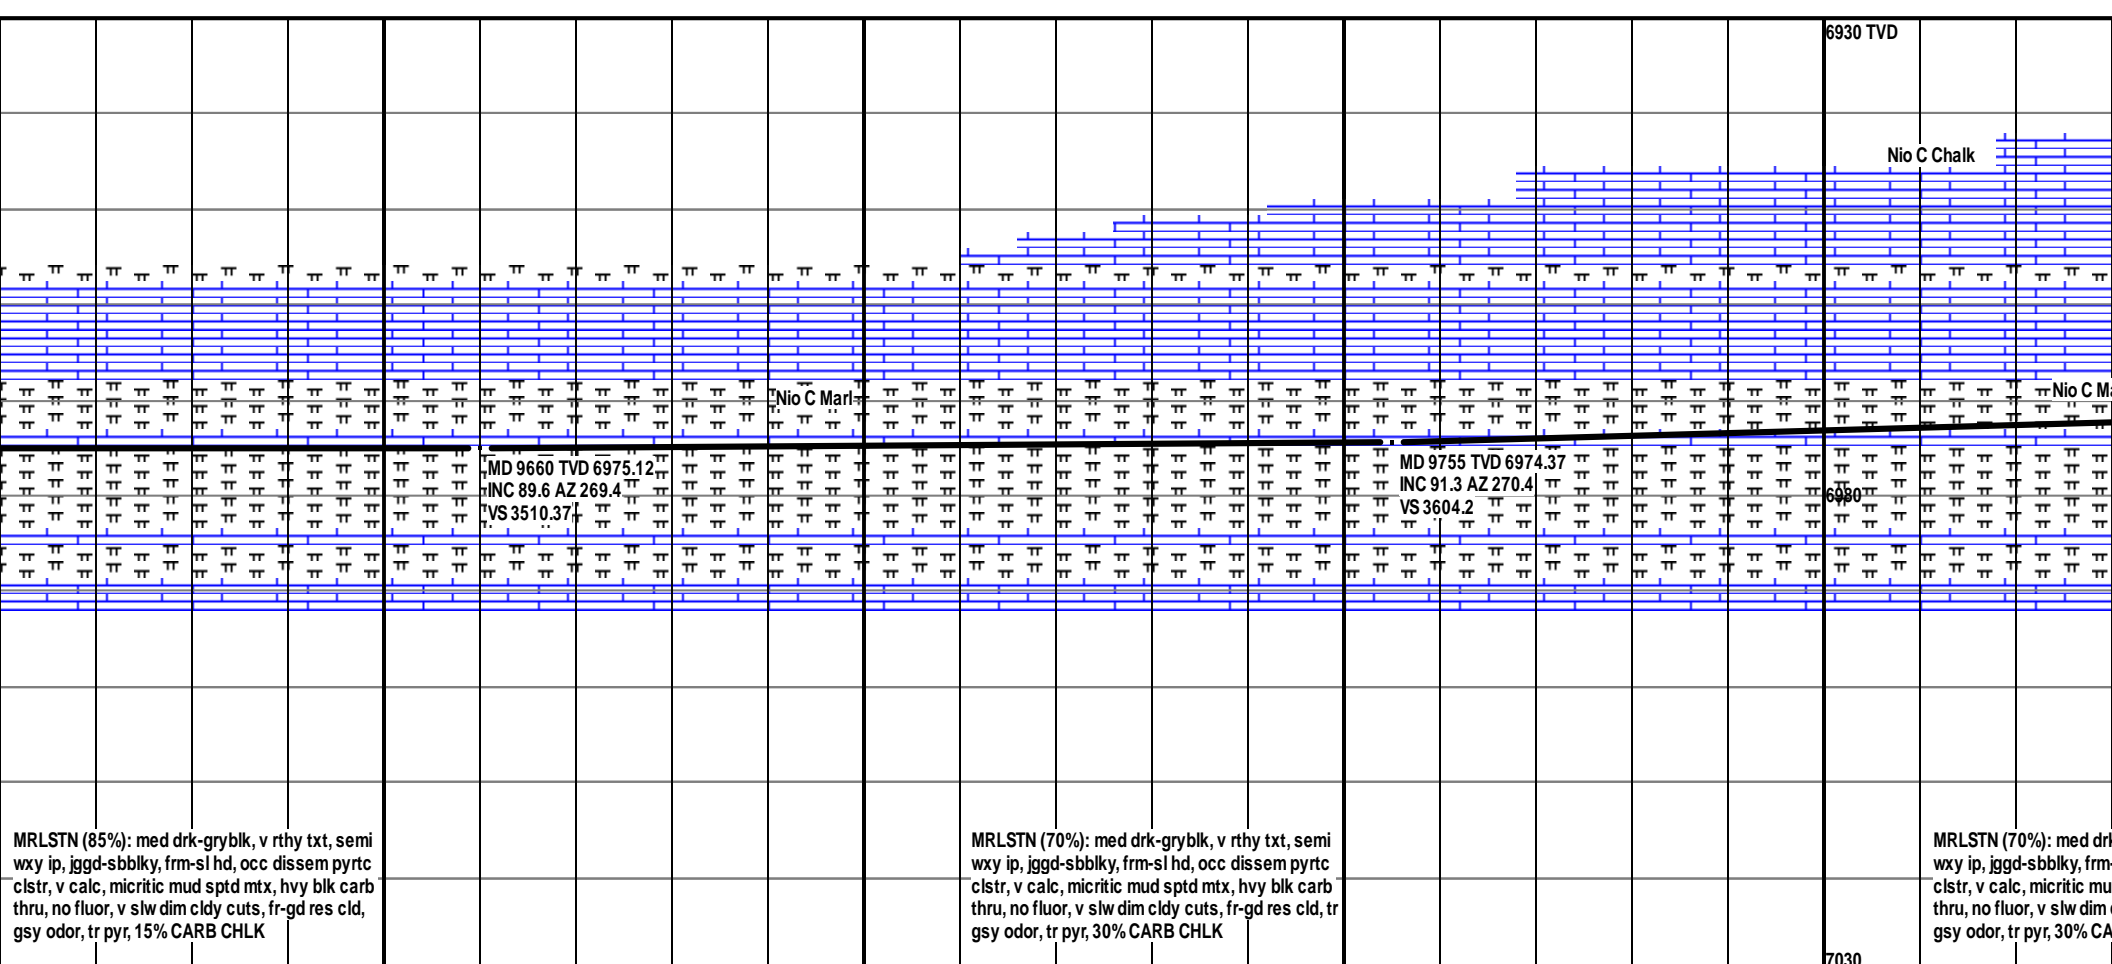 6930 TVD
Nio C Chalk
Nio C Marl
Nio C Ma
MD 9660 TVD 6975.12
INC 89.6 AZ 269.4
VS 3510.37
MD 9755 TVD 6974.37
INC 91.3 AZ 270.4
VS 3604.2
6980
MRLSTN (85%): med drk-gryblk, v rthy txt, semi
wxy ip, jggd-sbblky, frm-sl hd, occ dissem pyrtc
clstr, v calc, micritic mud sptd mtx, hvy blk carb
thru, no fluor, v slw dim cldy cuts, fr-gd res cld,
gsy odor, tr pyr, 15% CARB CHLK
MRLSTN (70%): med drk-gryblk, v rthy txt, semi
wxy ip, jggd-sbblky, frm-sl hd, occ dissem pyrtc
clstr, v calc, micritic mud sptd mtx, hvy blk carb
thru, no fluor, v slw dim cldy cuts, fr-gd res cld, tr
gsy odor, tr pyr, 30% CARB CHLK
MRLSTN (70%): med drk
wxy ip, jggd-sbblky, frm-
clstr, v calc, micritic mu
thru, no fluor, v slw dim
gsy odor, tr pyr, 30% CA
7030